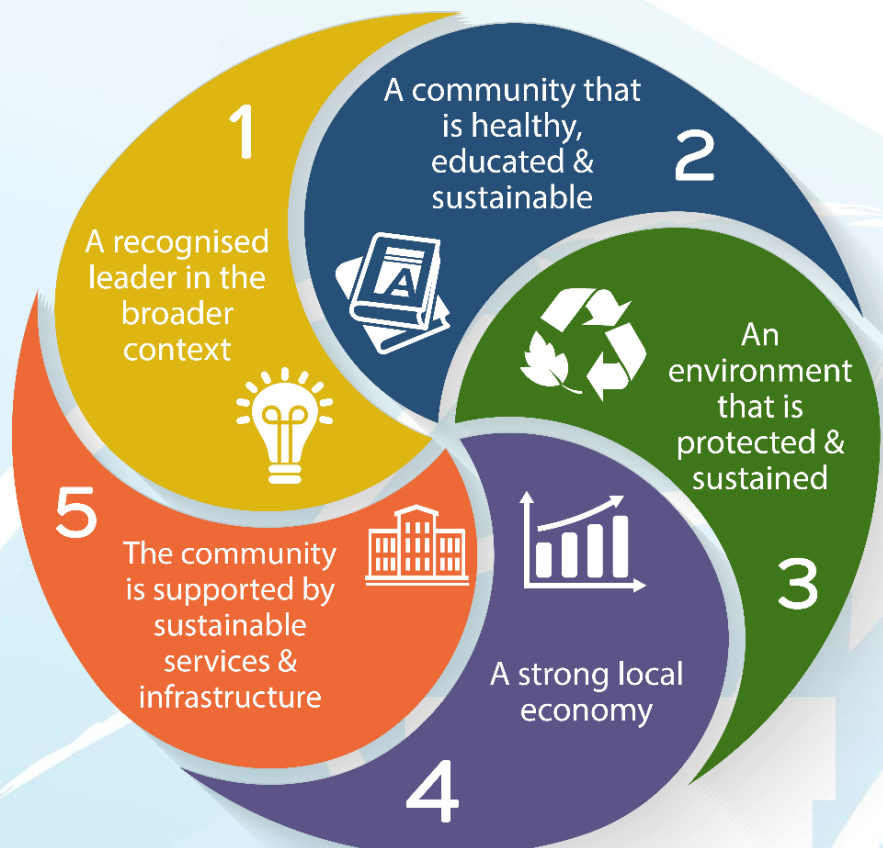 1
A recognised
leader in the
broader
context
2
A community that
is healthy,
educated &
sustainable
A
3
An
environment
that is
protected &
sustained
4
A strong local
economy
5
The community
is supported by
sustainable
services &
infrastructure